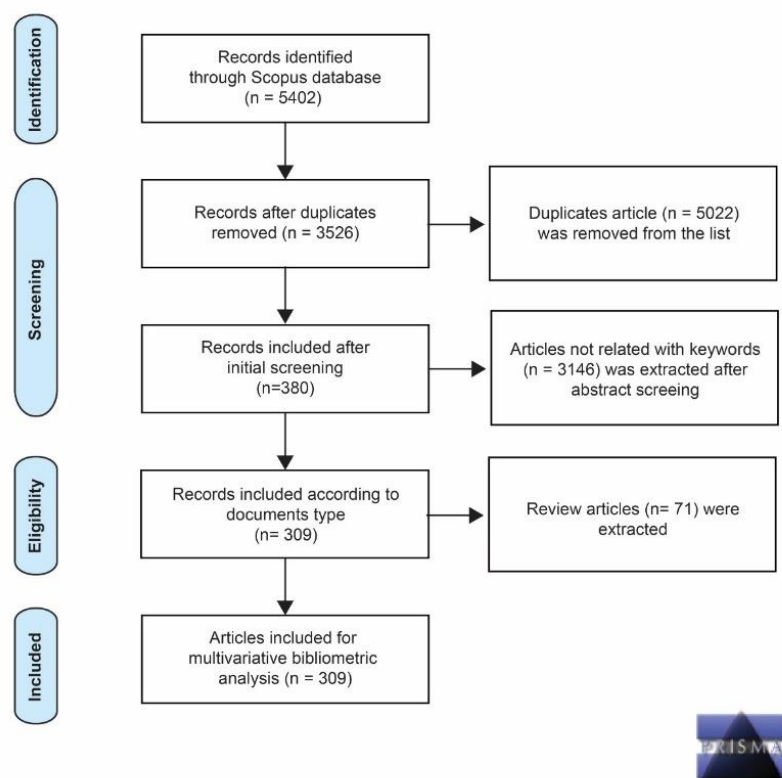 Identification
Records identified
through Scopus database
(n = 5402)
Screening
Records after duplicates
removed (n = 3526)
Duplicates article (n = 5022)
was removed from the list
Records included after
initial screening
(n=380)
Articles not related with keywords
(n = 3146) was extracted after
abstract screeing
Eligibility
Records included according to
documents type
(n= 309)
Review articles (n= 71) were
extracted
Included
Articles included for
multivariative bibliometric
analysis (n = 309)
PRISMA